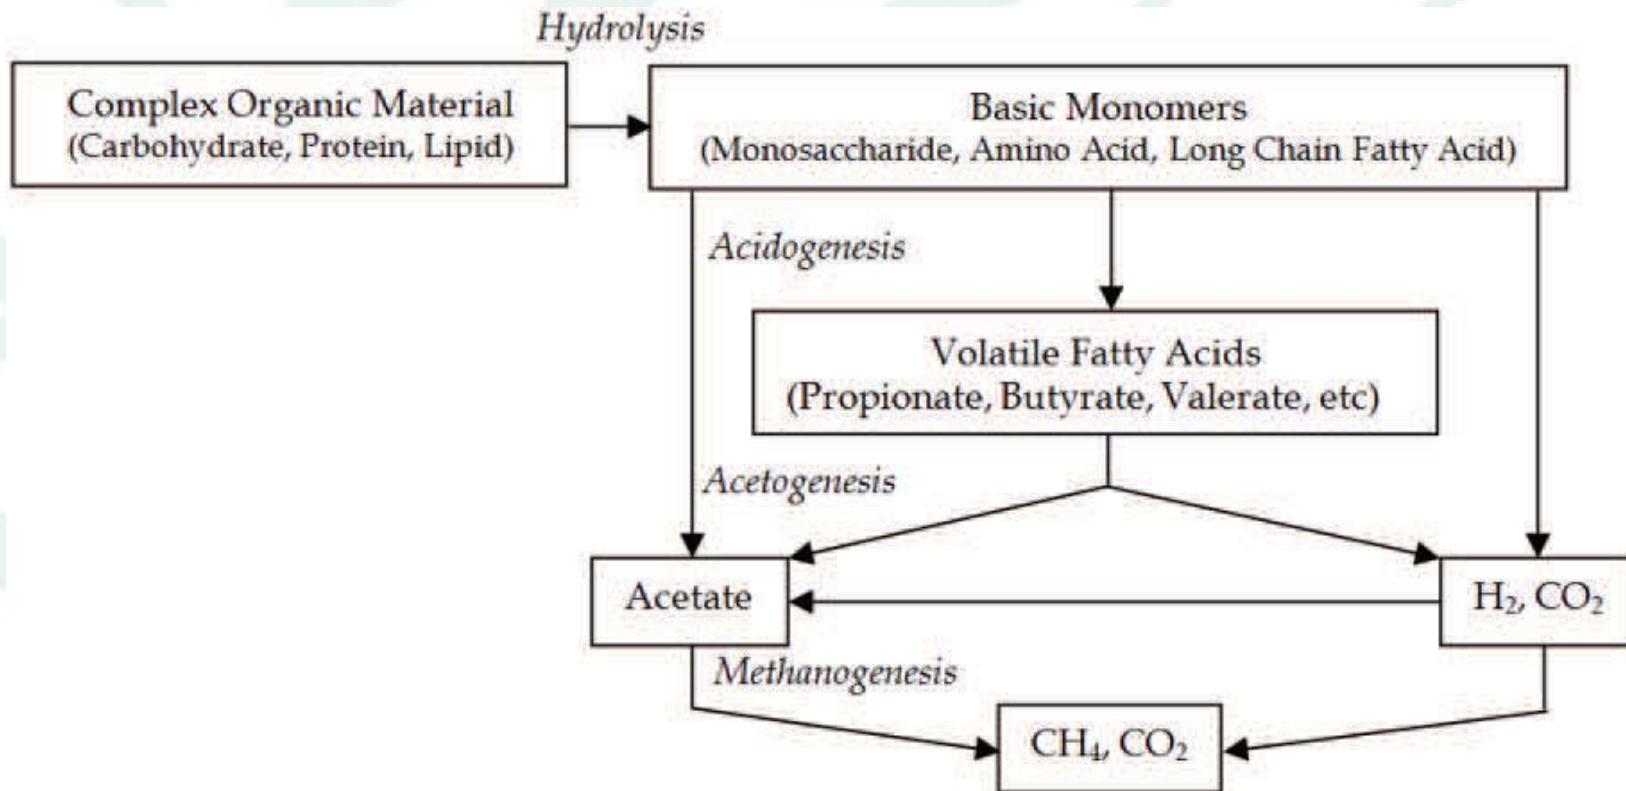 Hydrolysis
Complex Organic Material
(Carbohydrate, Protein, Lipid)
Basic Monomers
(Monosaccharide, Amino Acid, Long Chain Fatty Acid)
Acidogenesis
Volatile Fatty Acids
(Propionate, Butyrate, Valerate, etc)
Acetogenesis
Acetate
H₂, CO₂
Methanogenesis
CH₄, CO₂